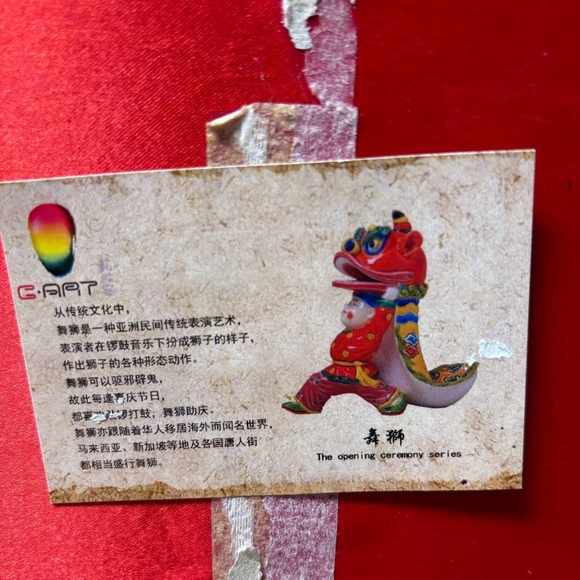 C·ART
从传统文化中，
舞狮是一种亚洲民间传统表演艺术，
表演者在锣鼓音乐下扮成狮子的样子，
作出狮子的各种形态动作。
舞狮可以驱邪辟鬼，
故此每逢喜庆节日，
都 锣打鼓，舞狮助庆。
舞狮亦跟随着华人移居海外而闻名世界，
马来西亚、新加坡等地及各国唐人街
都相当盛行舞狮。
舞狮
The opening ceremony series